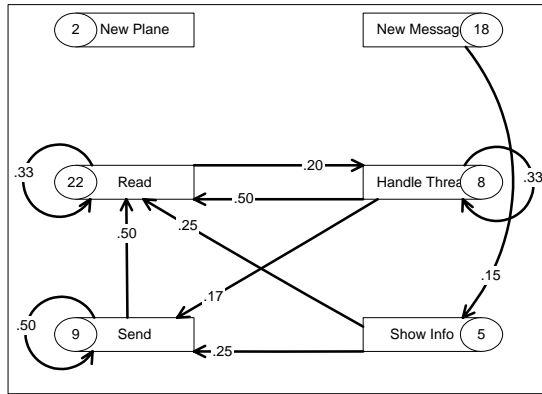 2 New Plane
New Messag 18
.33
22 Read
.20
.50
Handle Threa 8
.33
.50
.25
.17
.15
.50
9 Send
.25
Show Info 5